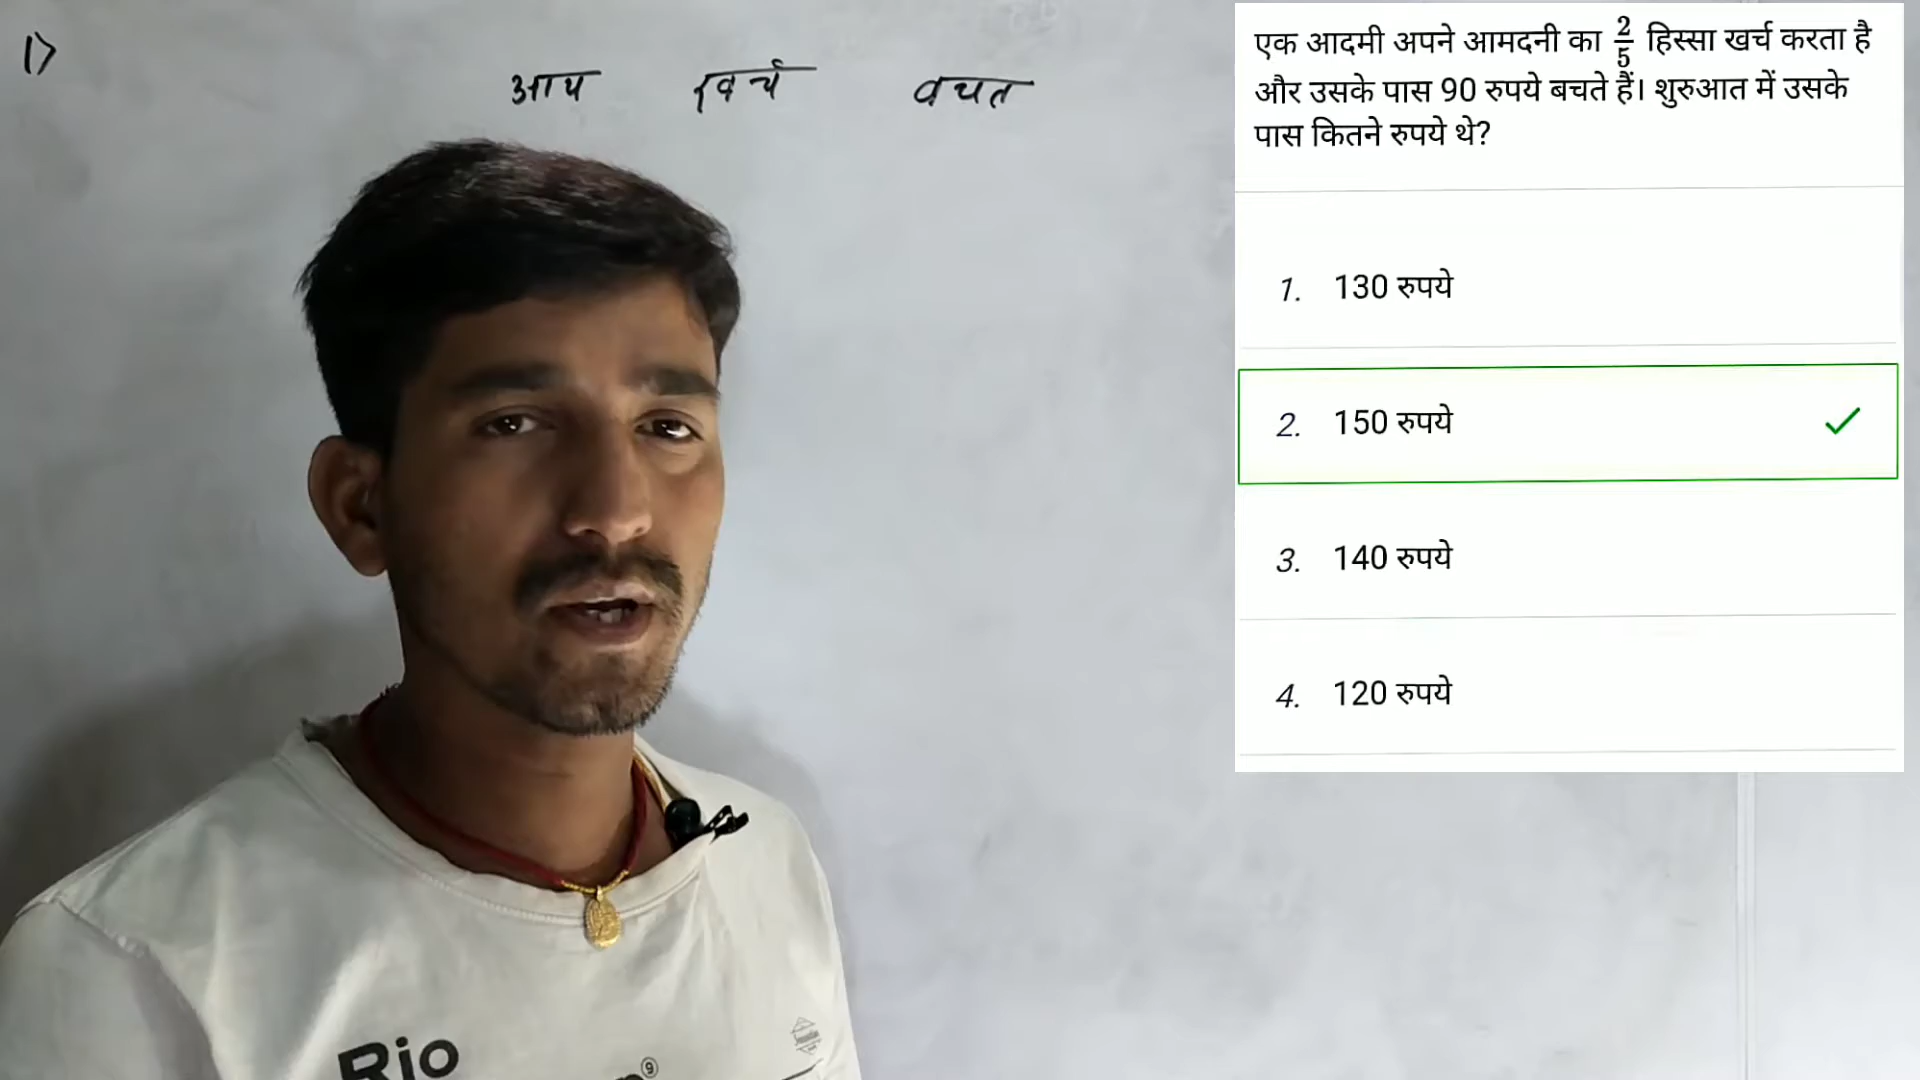 1)
आय खर्च बचत
एक आदमी अपने आमदनी का 2/5 हिस्सा खर्च करता है
और उसके पास 90 रुपये बचते हैं। शुरुआत में उसके
पास कितने रुपये थे?
1. 130 रुपये
2. 150 रुपये
3. 140 रुपये
4. 120 रुपये
Rio